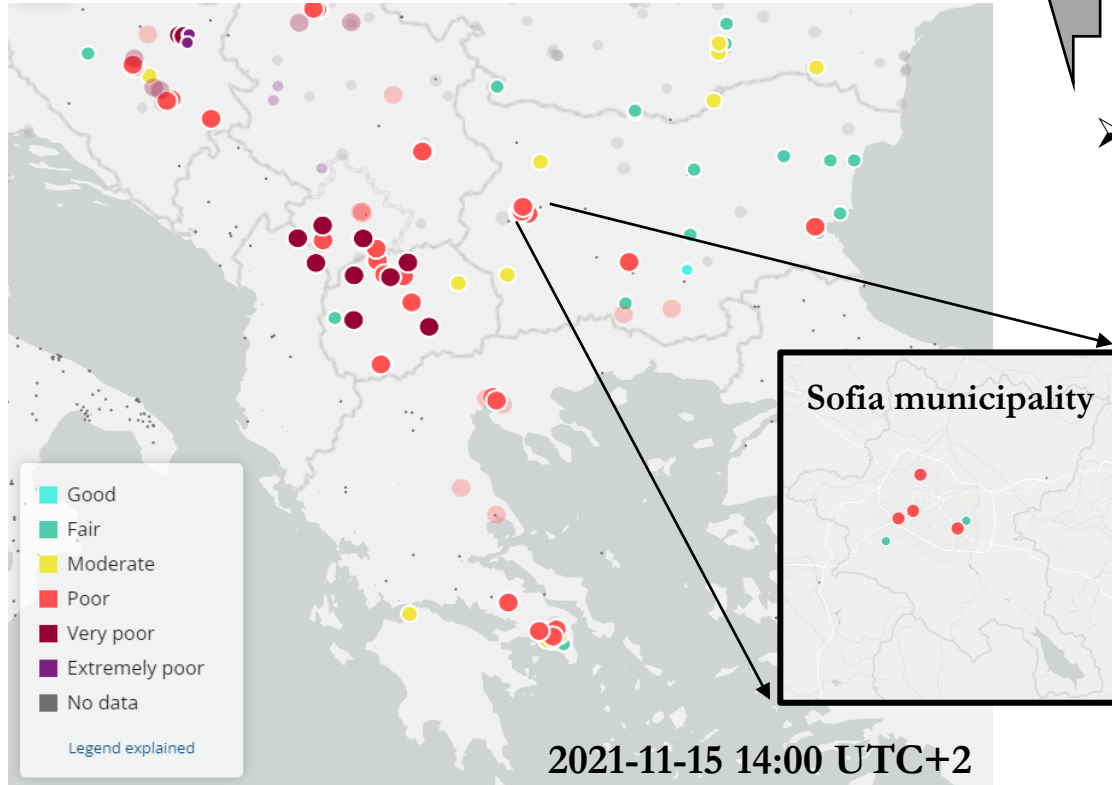 Sofia municipality
Good
Fair
Moderate
Poor
Very poor
Extremely poor
No data
Legend explained
2021-11-15 14:00 UTC+2